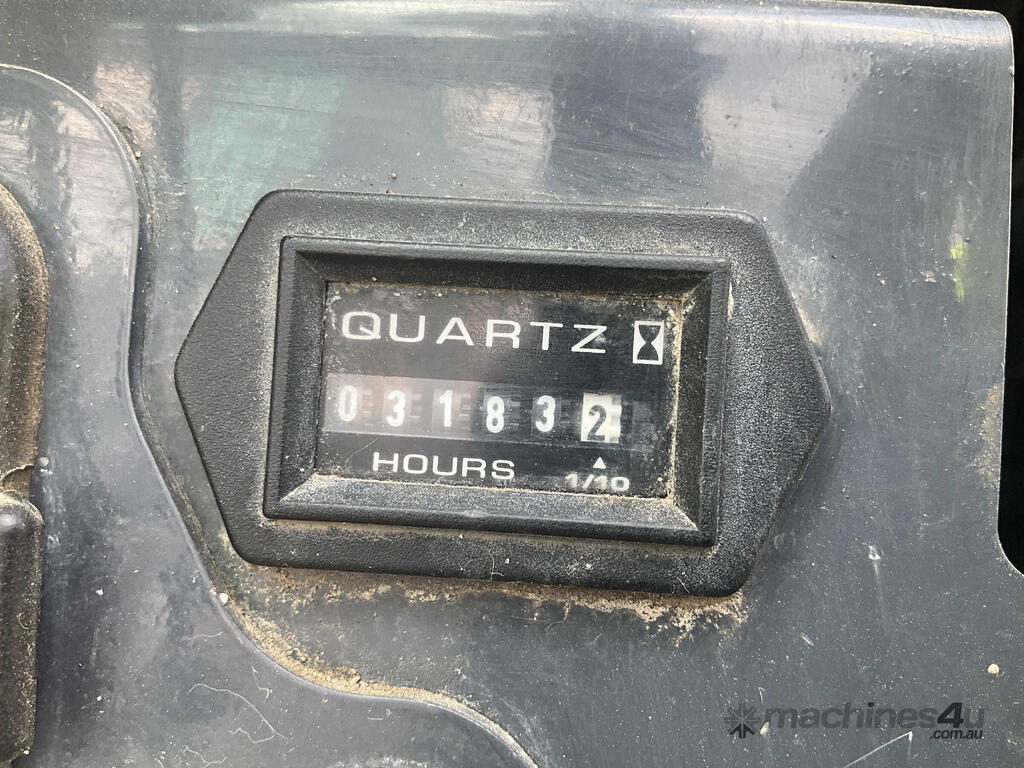 QUARTZ
031832
HOURS 1/10
machines4u
.com.au